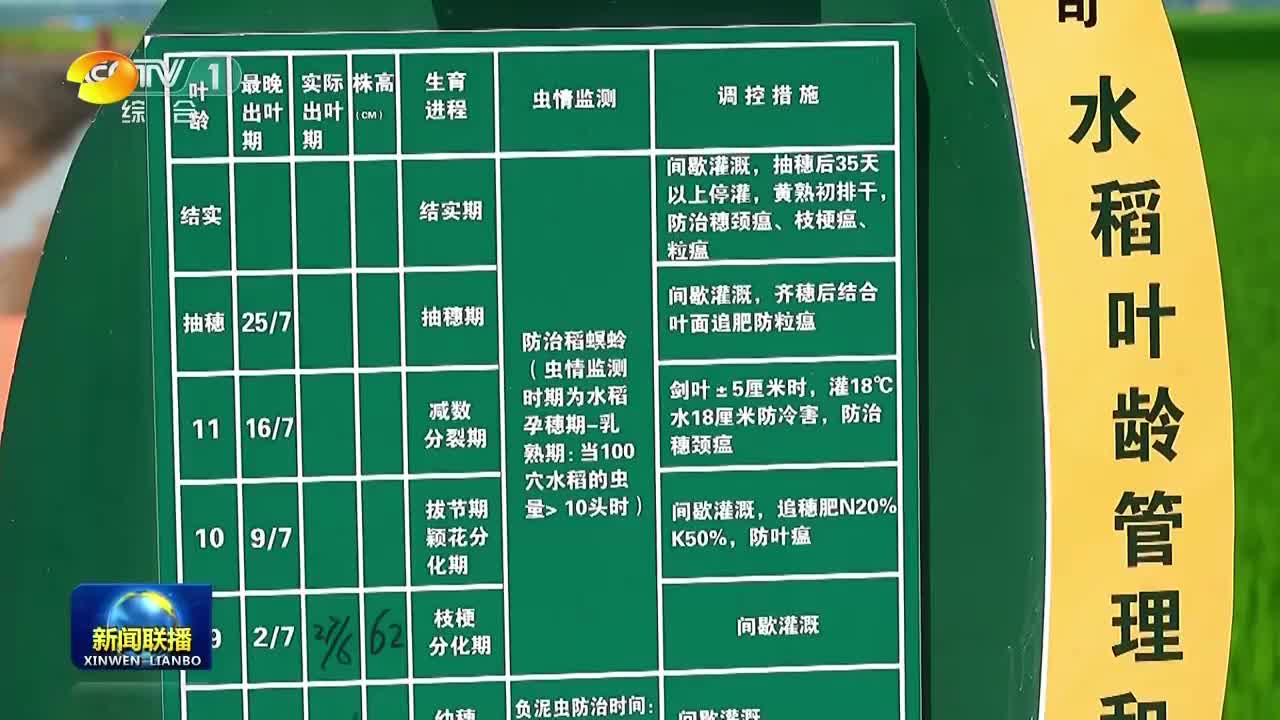 CCTV 1
综合
叶
龄
最晚
出叶
期
实际
出叶
期
株高
(CM)
生育
进程
虫情监测
调控措施
结实
结实期
间歇灌溉，抽穗后35天
以上停灌，黄熟初排干，
防治穗颈瘟、枝梗瘟、
粒瘟
抽穗
25/7
抽穗期
间歇灌溉，齐穗后结合
叶面追肥防粒瘟
防治稻螟蛉
（虫情监测
时期为水稻
孕穗期-乳
熟期：当100
穴水稻的虫
量> 10头时）
11
16/7
减数
分裂期
剑叶±5厘米时，灌18℃
水18厘米防冷害，防治
穗颈瘟
10
9/7
拔节期
颖花分
化期
间歇灌溉，追穗肥N20%
K50%，防叶瘟
9
2/7
27/6
62
枝梗
分化期
间歇灌溉
幼穗
负泥虫防治时间：
间歇灌溉
水稻叶龄管理和
新闻联播
XINWEN LIANBO